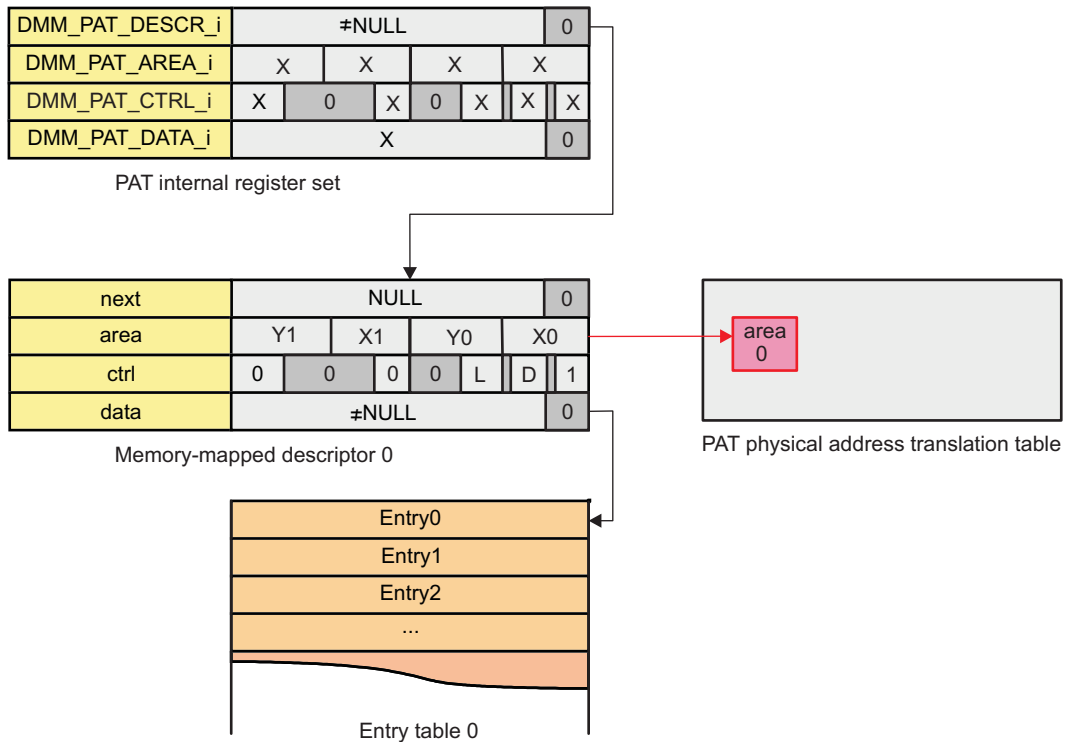 DMM_PAT_DESCR_i ≠NULL 0
DMM_PAT_AREA_i X X X X
DMM_PAT_CTRL_i X 0 X 0 X X X
DMM_PAT_DATA_i X 0
PAT internal register set
next NULL 0
area Y1 X1 Y0 X0
ctrl 0 0 0 0 L D 1
data ≠NULL 0
Memory-mapped descriptor 0
area
0
PAT physical address translation table
Entry0
Entry1
Entry2
...
Entry table 0